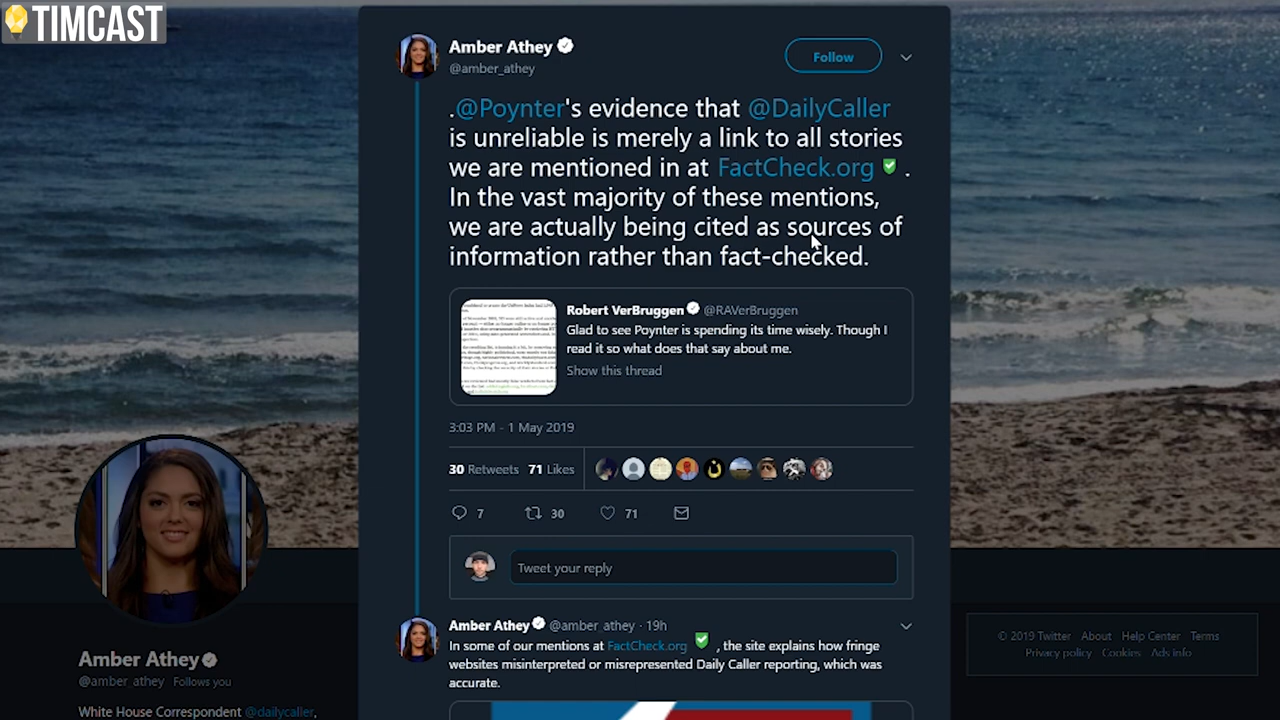 TIMCAST
Amber Athey
@amber_athey
Follow
.@Poynter's evidence that @DailyCaller
is unreliable is merely a link to all stories
we are mentioned in at FactCheck.org .
In the vast majority of these mentions,
we are actually being cited as sources of
information rather than fact-checked.
Robert VerBruggen @RAVerBruggen
Glad to see Poynter is spending its time wisely. Though I
read it so what does that say about me.
Show this thread
3:03 PM - 1 May 2019
30 Retweets 71 Likes
7 30 71
Tweet your reply
Amber Athey @amber_athey · 19h
In some of our mentions at FactCheck.org , the site explains how fringe
websites misinterpreted or misrepresented Daily Caller reporting, which was
accurate.
Amber Athey
@amber_athey Follows you
White House Correspondent @dailycaller,
© 2019 Twitter About Help Center Terms
Privacy policy Cookies Ads info